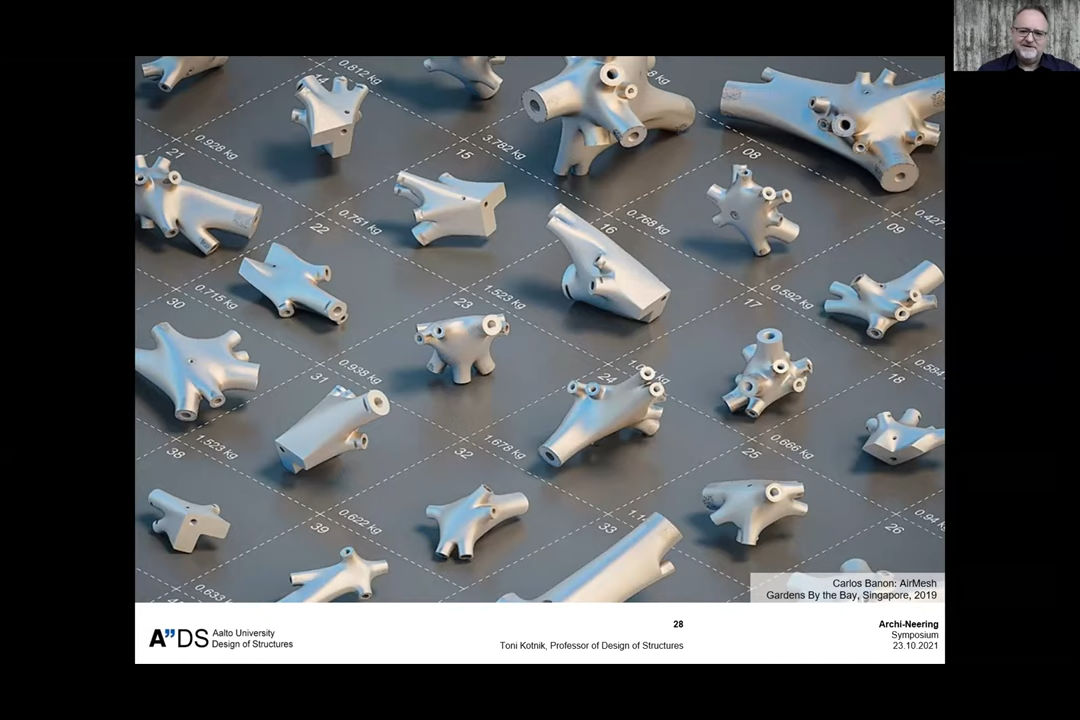 14
0.812 kg
8 kg
0.928 kg
3.782 kg
21
15
08
0.751 kg
0.768 kg
0.427
22
16
09
0.715 kg
1.523 kg
0.592 kg
30
23
17
0.938 kg
0.584
31
24
18
1.523 kg
1.678 kg
0.666 kg
38
32
25
0.622 kg
0.94 k
39
33
26
0.633
Carlos Banon: AirMesh
Gardens By the Bay, Singapore, 2019
A”DS
Aalto University
Design of Structures
28
Toni Kotnik, Professor of Design of Structures
Archi-Neering
Symposium
23.10.2021